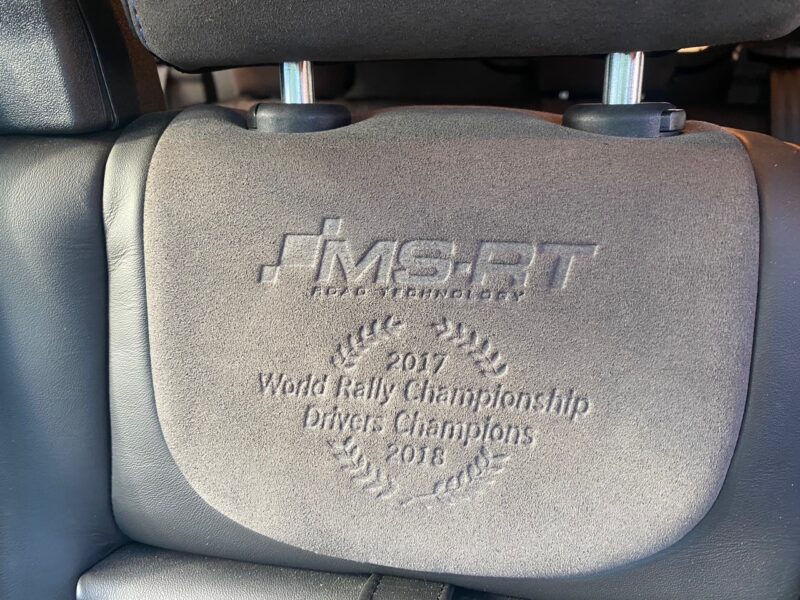 MS-RT
ROAD TECHNOLOGY
2017
World Rally Championship
Drivers Champions
2018